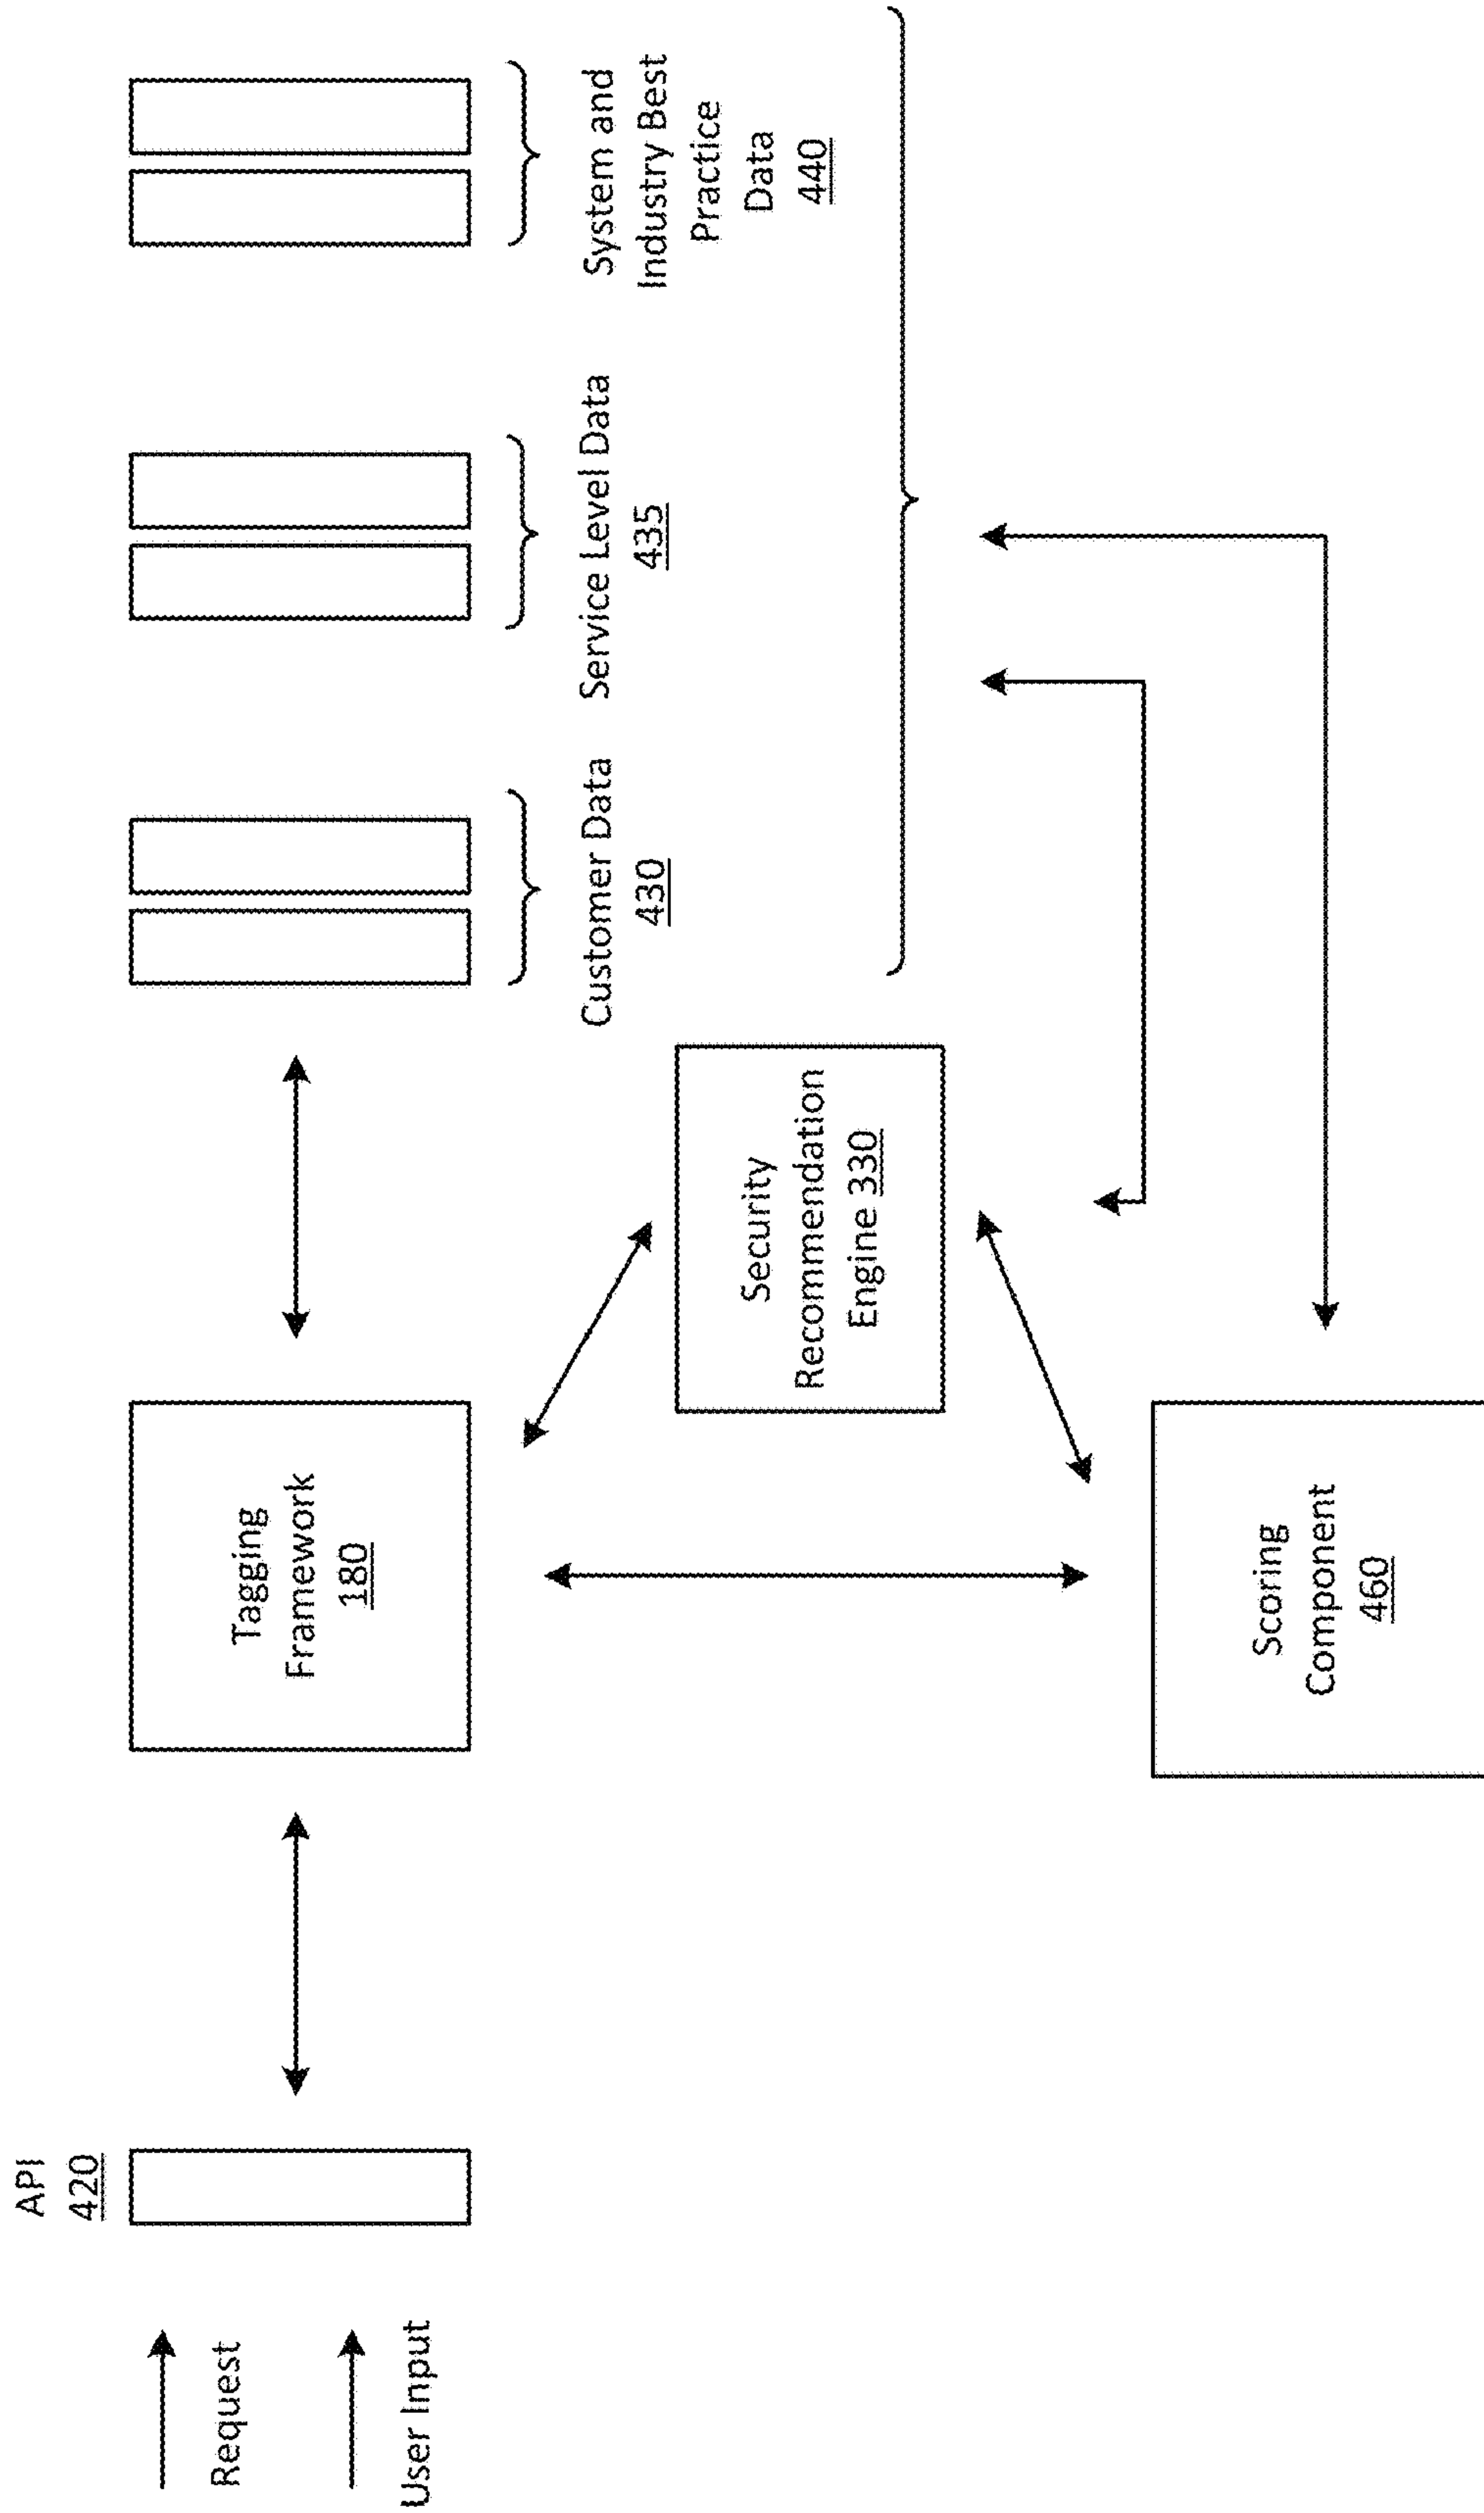 API
420
Request
User Input
Tagging
Framework
180
Customer Data
430
Service Level Data
435
System and
Industry Best
Practice
Data
440
Security
Recommendation
Engine 330
Scoring
Component
460